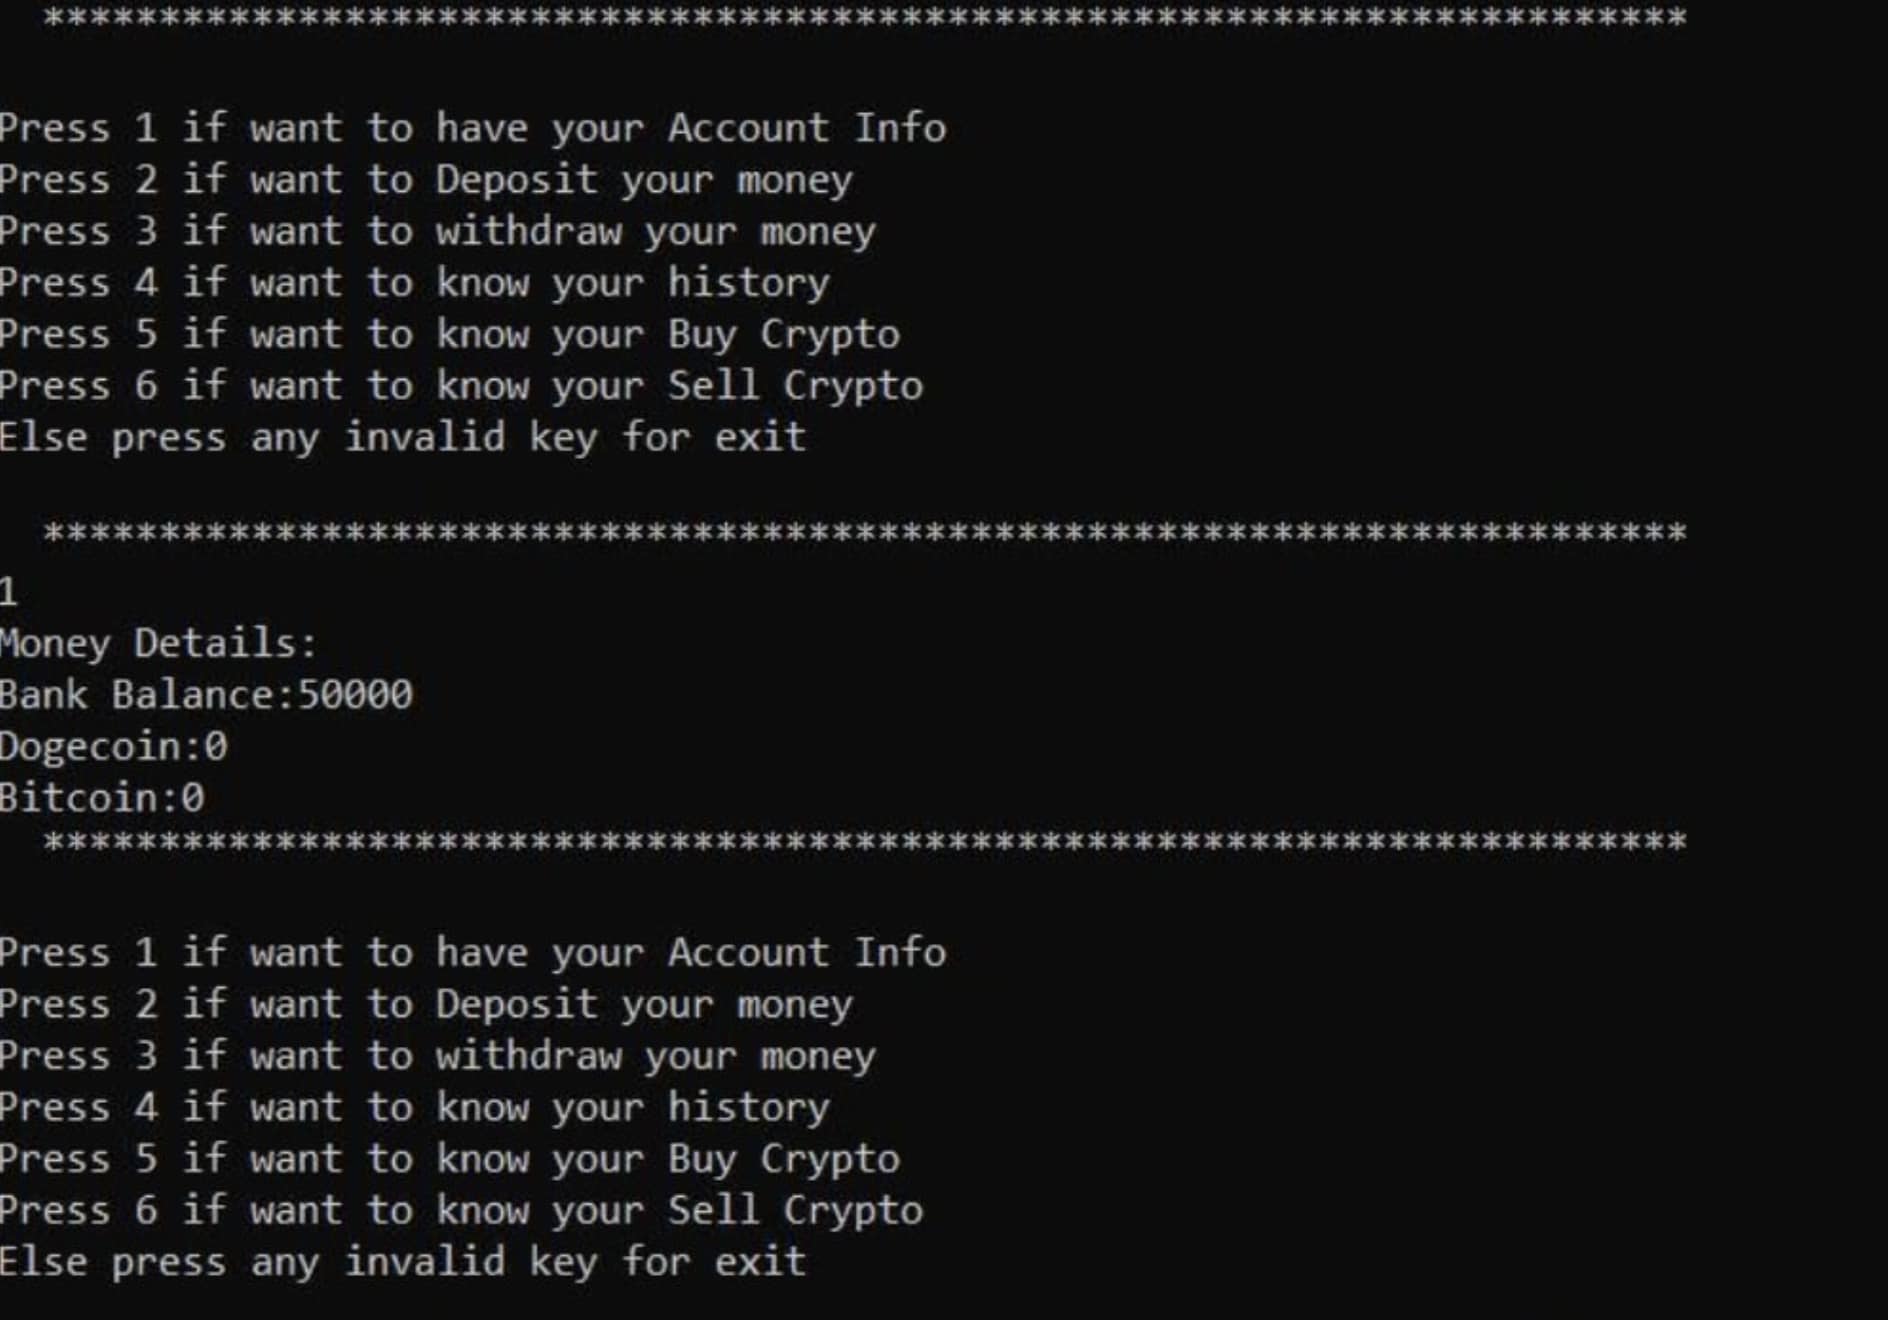 ***********************************************************************
Press 1 if want to have your Account Info
Press 2 if want to Deposit your money
Press 3 if want to withdraw your money
Press 4 if want to know your history
Press 5 if want to know your Buy Crypto
Press 6 if want to know your Sell Crypto
Else press any invalid key for exit
***********************************************************************
1
Money Details:
Bank Balance:50000
Dogecoin:0
Bitcoin:0
***********************************************************************
Press 1 if want to have your Account Info
Press 2 if want to Deposit your money
Press 3 if want to withdraw your money
Press 4 if want to know your history
Press 5 if want to know your Buy Crypto
Press 6 if want to know your Sell Crypto
Else press any invalid key for exit